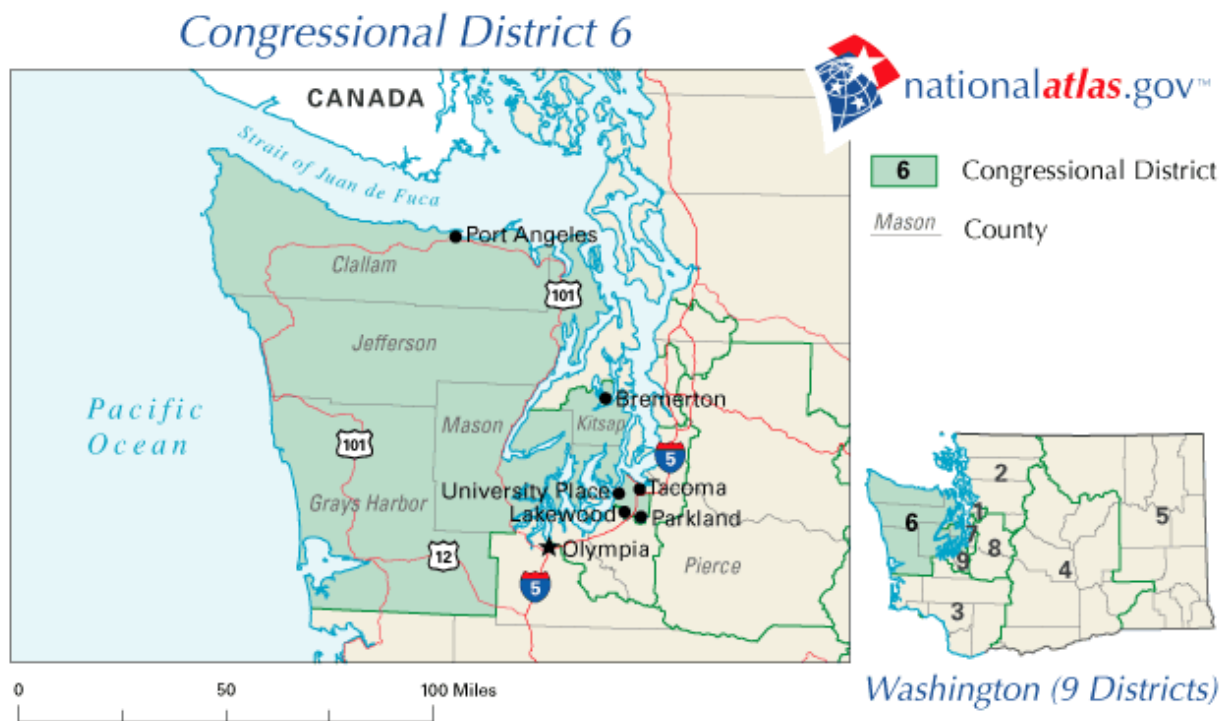 Congressional District 6
nationalatlas.gov™
CANADA
Strait of Juan de Fuca
6 Congressional District
Mason County
Port Angeles
Clallam
101
Jefferson
Pacific
Ocean
Bremerton
Mason
Kitsap
101
5
University Place
Tacoma
Grays Harbor
Lakewood
Parkland
12
Olympia
Pierce
5
2
6
1
7
5
8
9
4
3
0 50 100 Miles
Washington (9 Districts)